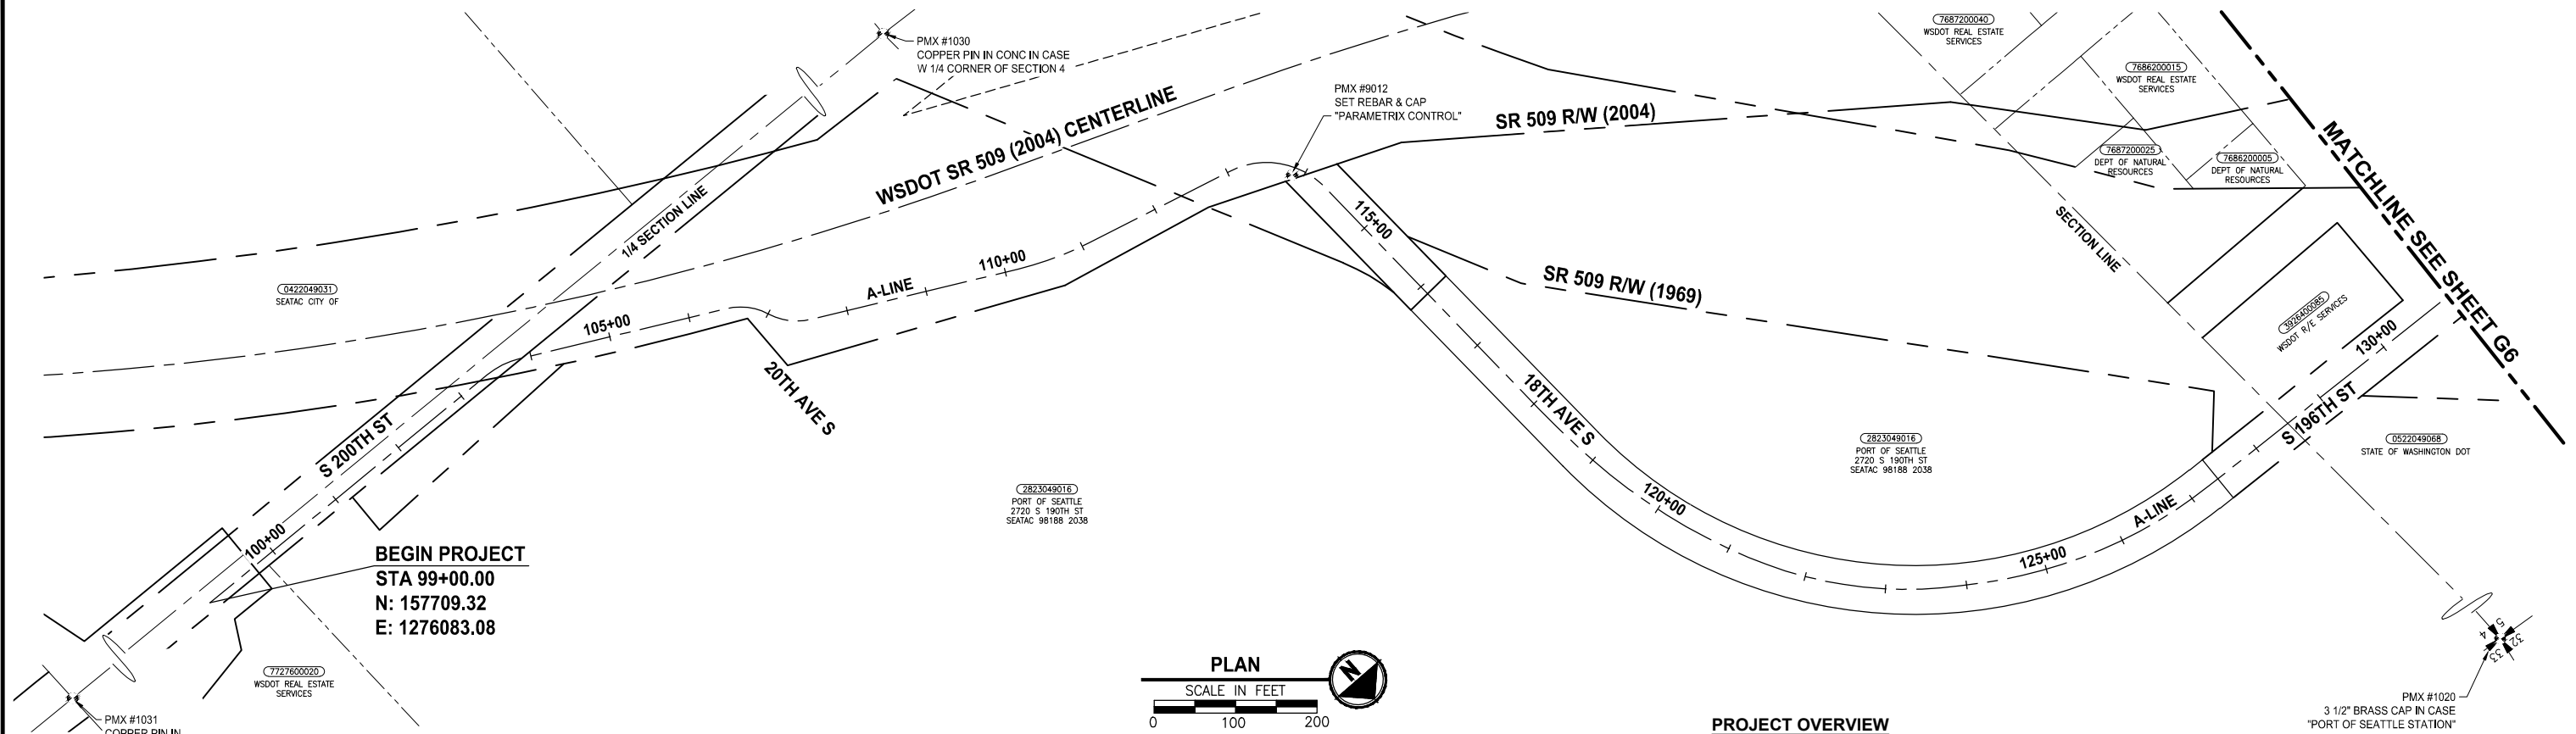 PMX #1030
COPPER PIN IN CONC IN CASE
W 1/4 CORNER OF SECTION 4
7687200040
WSDOT REAL ESTATE
SERVICES
7686200015
WSDOT REAL ESTATE
SERVICES
PMX #9012
SET REBAR & CAP
"PARAMETRIX CONTROL"
SR 509 R/W (2004)
WSDOT SR 509 (2004) CENTERLINE
MATCHLINE SEE SHEET G6
7687200025
DEPT OF NATURAL
RESOURCES
7686200005
DEPT OF NATURAL
RESOURCES
1/4 SECTION LINE
SECTION LINE
115+00
110+00
A-LINE
105+00
SR 509 R/W (1969)
0422049031
SEATAC CITY OF
3926400085
WSDOT R/E SERVICES
130+00
20TH AVE S
18TH AVE S
S 200TH ST
S 196TH ST
2823049016
PORT OF SEATTLE
2720 S 190TH ST
SEATAC 98188 2038
0522049068
STATE OF WASHINGTON DOT
2823049016
PORT OF SEATTLE
2720 S 190TH ST
SEATAC 98188 2038
120+00
A-LINE
125+00
100+00
BEGIN PROJECT
STA 99+00.00
N: 157709.32
E: 1276083.08
7727600020
WSDOT REAL ESTATE
SERVICES
PLAN
N
SCALE IN FEET
0 100 200
5
4
32
33
PMX #1031
COPPER PIN IN
PROJECT OVERVIEW
PMX #1020
3 1/2" BRASS CAP IN CASE
"PORT OF SEATTLE STATION"